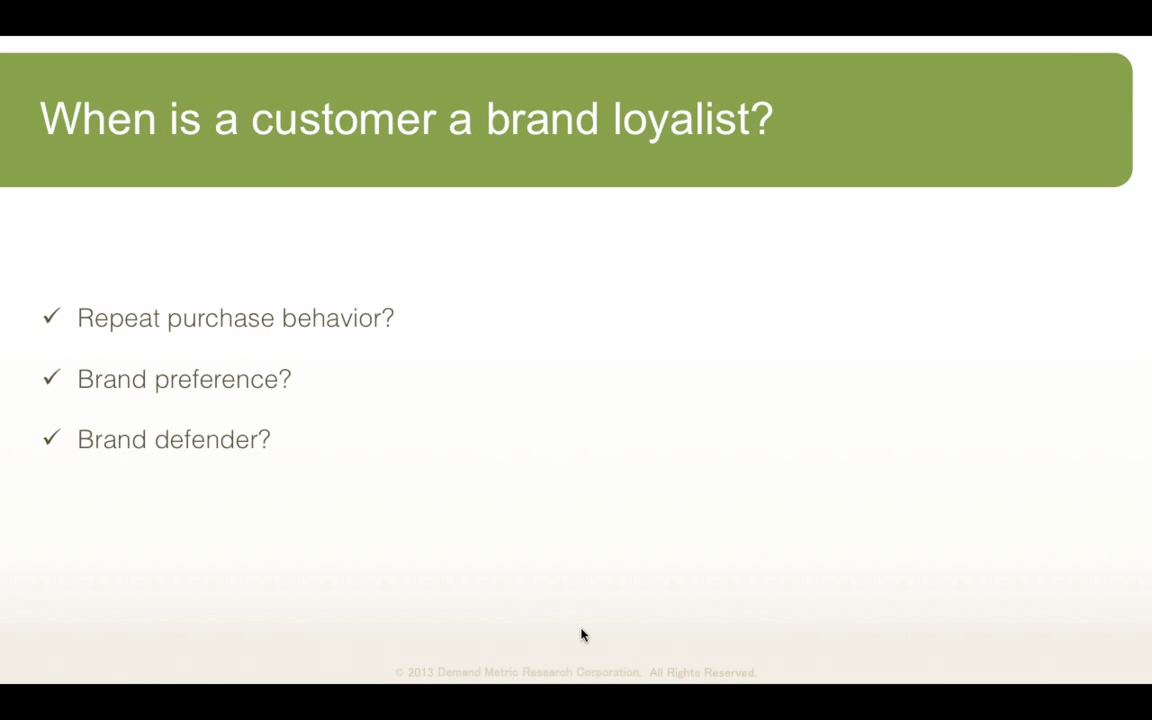 When is a customer a brand loyalist?
✓ Repeat purchase behavior?
✓ Brand preference?
✓ Brand defender?
© 2013 Demand Metric Research Corporation. All Rights Reserved.